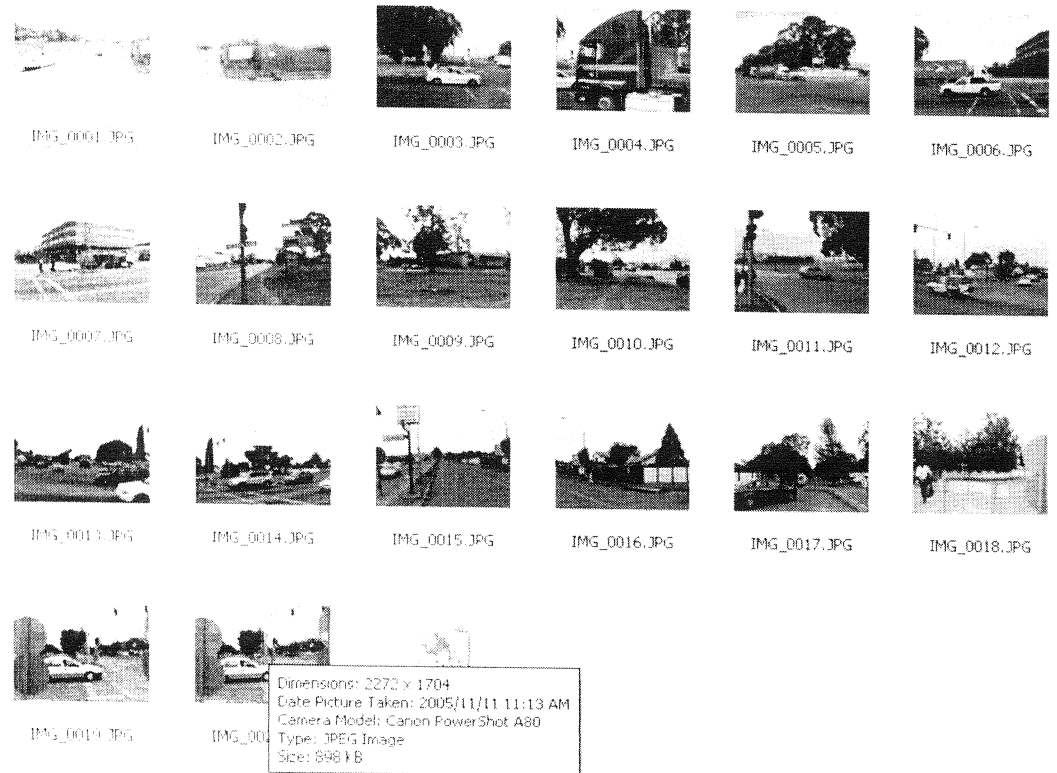 IMG_0001.JPG
IMG_0002.JPG
IMG_0003.JPG
IMG_0004.JPG
IMG_0005.JPG
IMG_0006.JPG
IMG_0007.JPG
IMG_0008.JPG
IMG_0009.JPG
IMG_0010.JPG
IMG_0011.JPG
IMG_0012.JPG
IMG_0013.JPG
IMG_0014.JPG
IMG_0015.JPG
IMG_0016.JPG
IMG_0017.JPG
IMG_0018.JPG
IMG_0019.JPG
IMG_002
Dimensions: 2272 x 1704
Date Picture Taken: 2005/11/11 11:13 AM
Camera Model: Canon PowerShot A80
Type: JPEG Image
Size: 898 KB